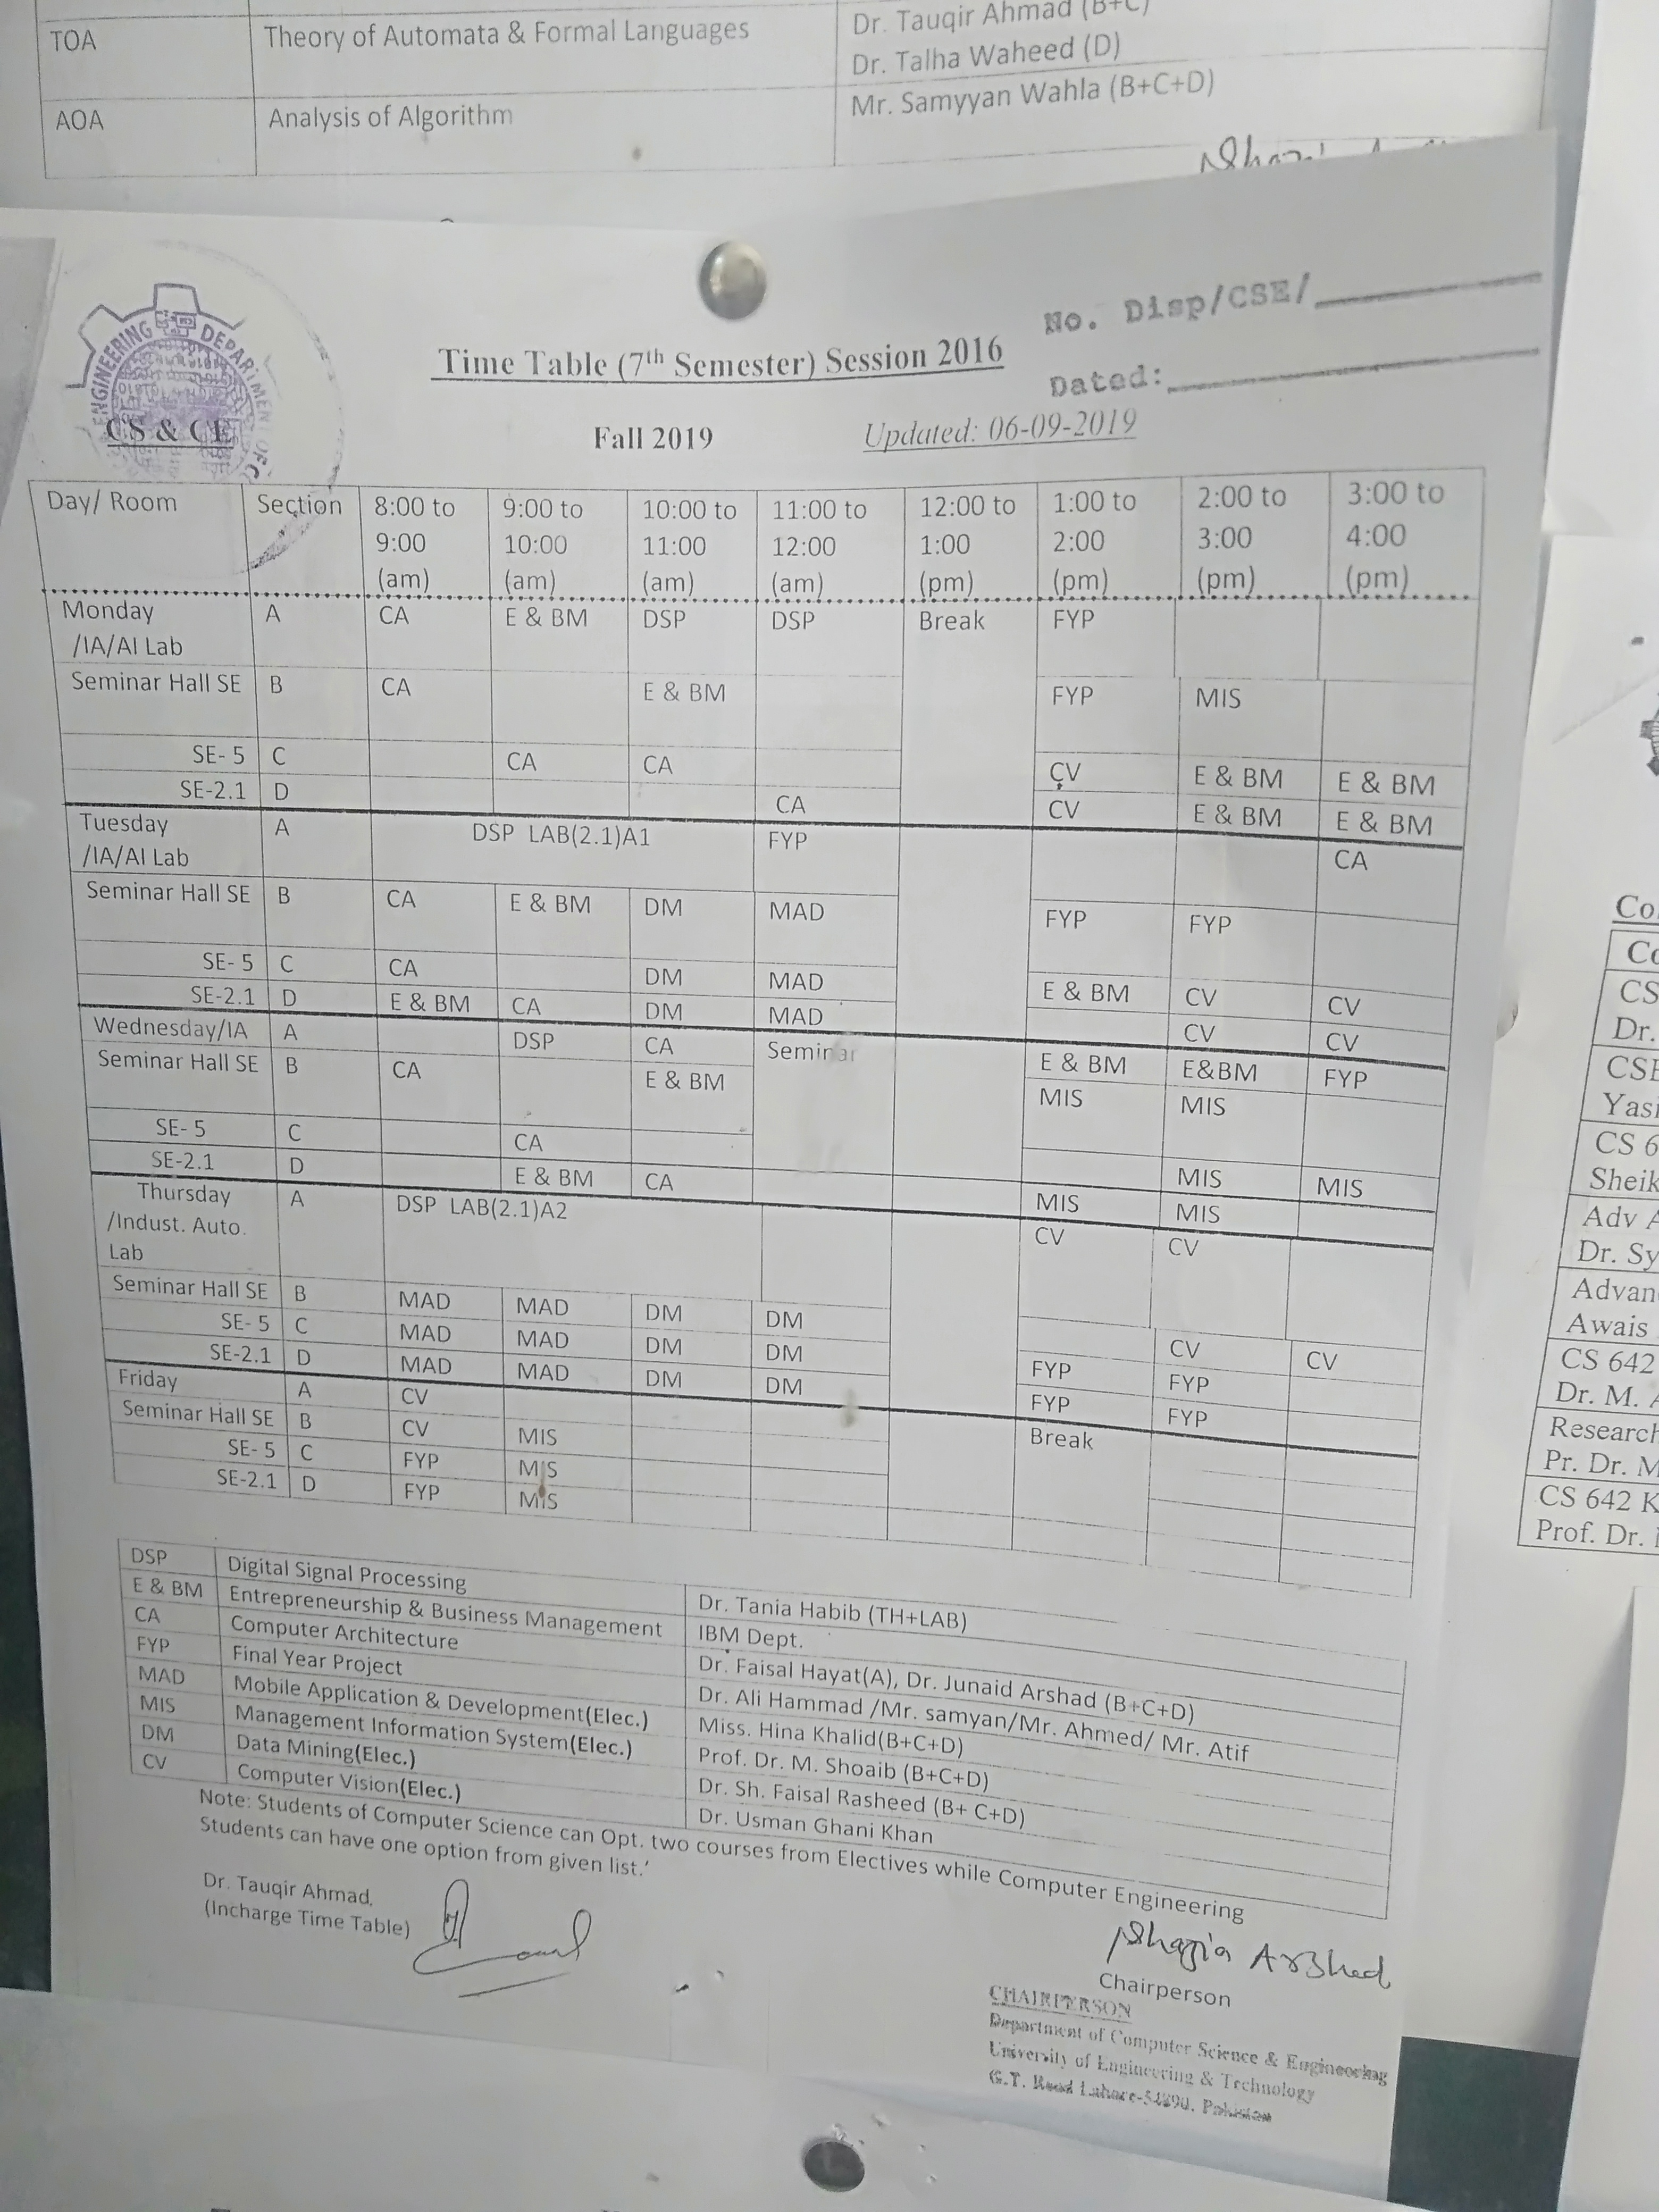 TOA Theory of Automata & Formal Languages Dr. Tauqir Ahmad (B+C)
Dr. Talha Waheed (D)
AOA Analysis of Algorithm Mr. Samyyan Wahla (B+C+D)
No. Disp/CSE/
Dated:
ENGINEERING DEPARTMENT OF
CS & CE
Time Table (7th Semester) Session 2016
Fall 2019 Updated: 06-09-2019
Day/ Room Section 8:00 to 9:00 (am) 9:00 to 10:00 (am) 10:00 to 11:00 (am) 11:00 to 12:00 (am) 12:00 to 1:00 (pm) 1:00 to 2:00 (pm) 2:00 to 3:00 (pm) 3:00 to 4:00 (pm)
Monday /IA/AI Lab A CA E & BM DSP DSP Break FYP
Seminar Hall SE B CA E & BM FYP MIS
SE- 5 C CA CA CV E & BM E & BM
SE-2.1 D CA CV E & BM E & BM
Tuesday /IA/AI Lab A DSP LAB(2.1)A1 FYP CA
Seminar Hall SE B CA E & BM DM MAD FYP FYP
SE- 5 C CA DM MAD E & BM CV CV
SE-2.1 D E & BM CA DM MAD CV CV
Wednesday/IA A DSP CA Seminar E & BM E&BM FYP
Seminar Hall SE B CA E & BM MIS MIS
SE- 5 C CA MIS MIS
SE-2.1 D E & BM CA MIS MIS
Thursday /Indust. Auto. Lab A DSP LAB(2.1)A2 CV CV
Seminar Hall SE B MAD MAD DM DM CV CV
SE- 5 C MAD MAD DM DM FYP FYP
SE-2.1 D MAD MAD DM DM FYP FYP
Friday A CV Break
Seminar Hall SE B CV MIS
SE- 5 C FYP MIS
SE-2.1 D FYP MIS
DSP Digital Signal Processing Dr. Tania Habib (TH+LAB)
E & BM Entrepreneurship & Business Management IBM Dept.
CA Computer Architecture Dr. Faisal Hayat(A), Dr. Junaid Arshad (B+C+D)
FYP Final Year Project Dr. Ali Hammad /Mr. samyan/Mr. Ahmed/ Mr. Atif
MAD Mobile Application & Development(Elec.) Miss. Hina Khalid(B+C+D)
MIS Management Information System(Elec.) Prof. Dr. M. Shoaib (B+C+D)
DM Data Mining(Elec.) Dr. Sh. Faisal Rasheed (B+ C+D)
CV Computer Vision(Elec.) Dr. Usman Ghani Khan
Note: Students of Computer Science can Opt. two courses from Electives while Computer Engineering
Students can have one option from given list.'
Dr. Tauqir Ahmad,
(Incharge Time Table)
Shazia Arshad
Chairperson
CHAIRPERSON
Department of Computer Science & Engineering
University of Engineering & Technology
G.T. Road Lahore-54890, Pakistan
CS
Dr.
CSE
CS 6
Sheik
Adv A
Dr. Sy
Awais
CS 642
Dr. M. A
Research
Pr. Dr. M
CS 642 K
Prof. Dr.